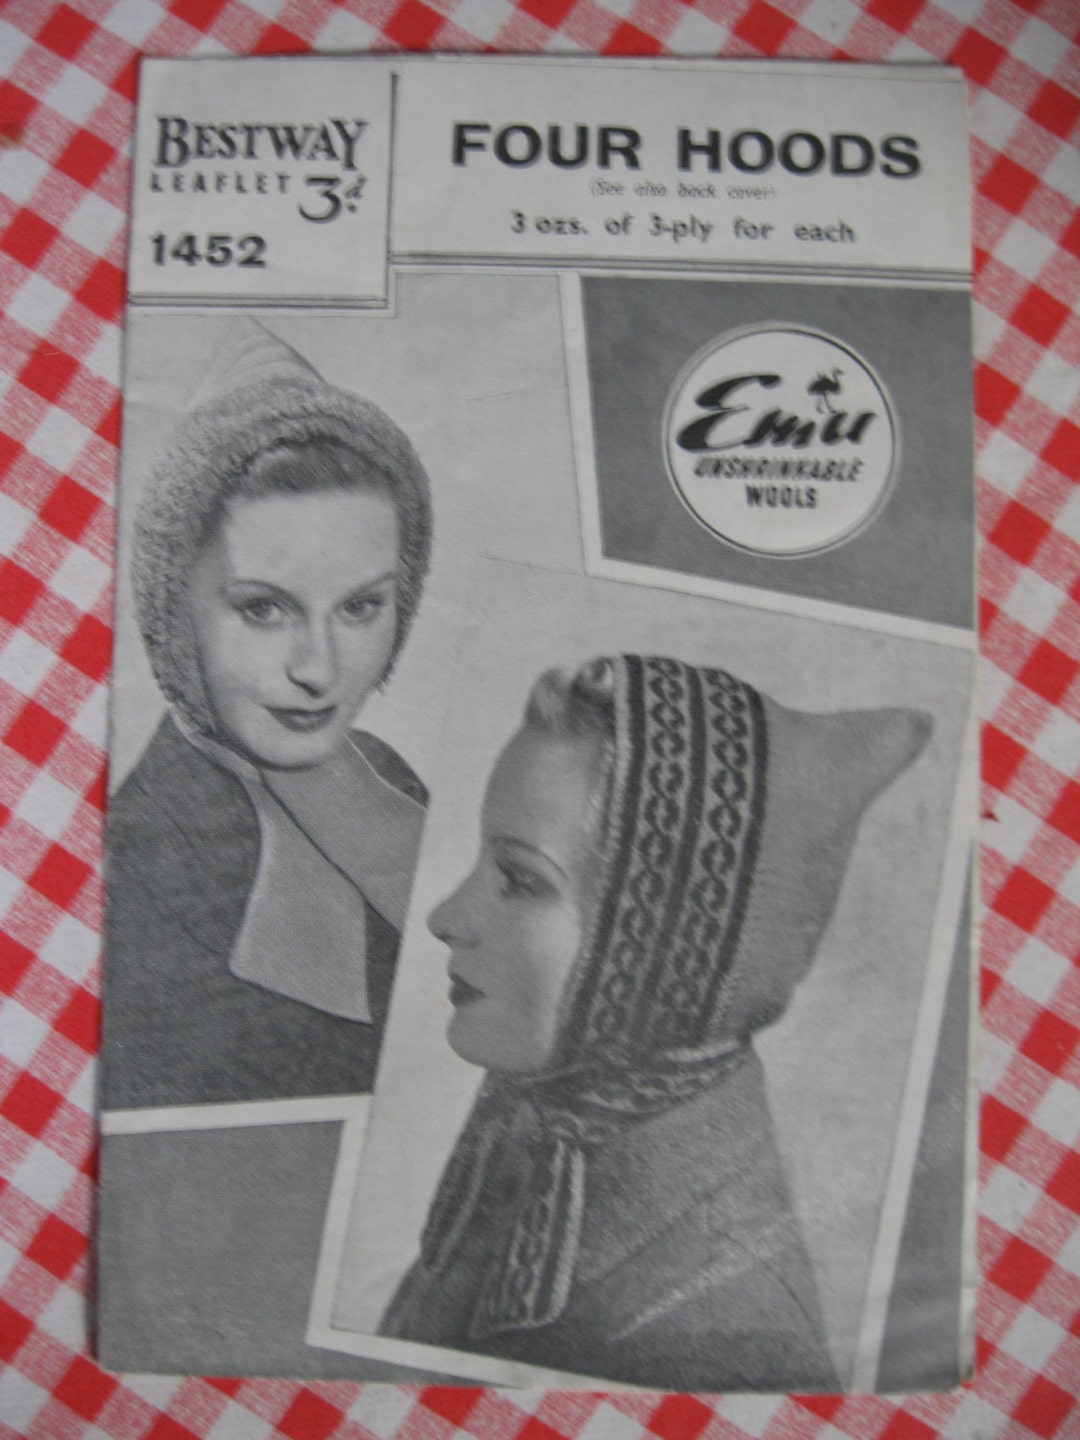 BESTWAY
LEAFLET 3d.
1452
FOUR HOODS
(See also back cover)
3 ozs. of 3-ply for each
Emu
UNSHRINKABLE
WOOLS